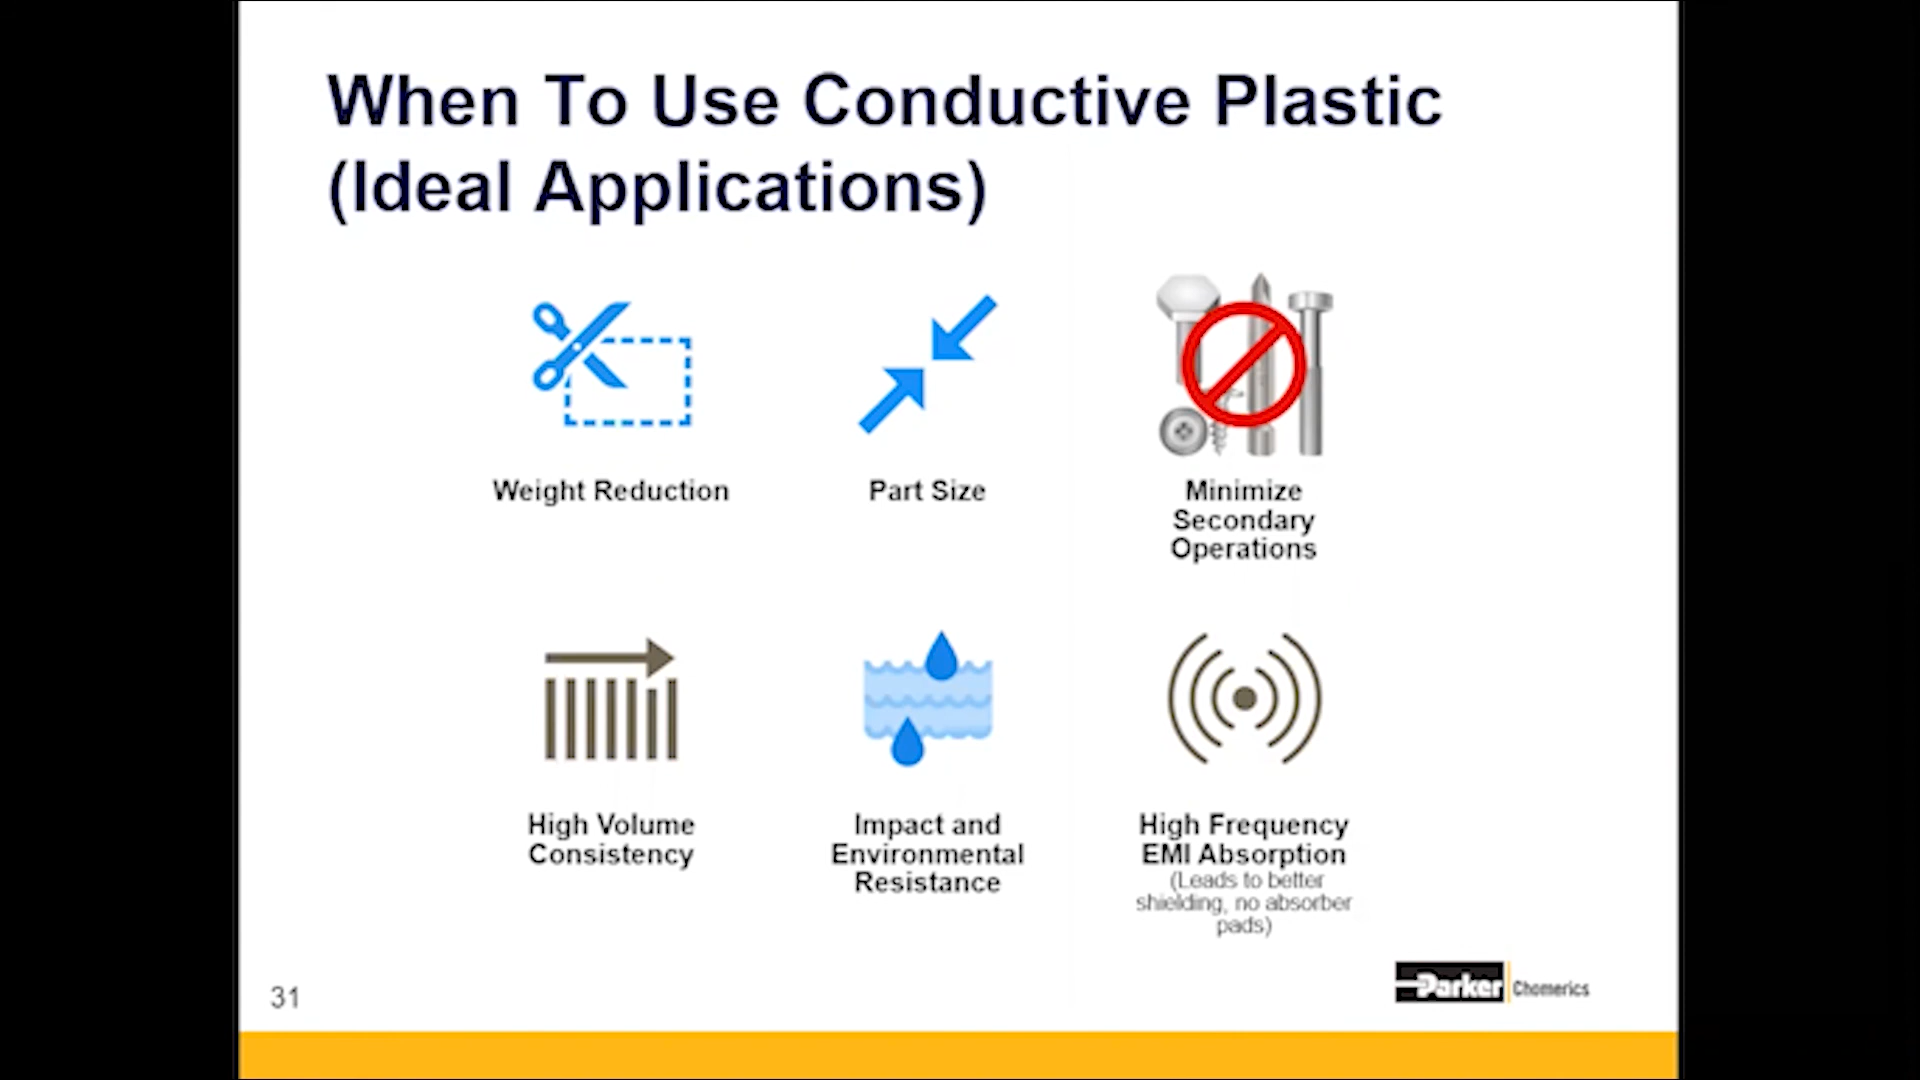 When To Use Conductive Plastic
(Ideal Applications)
Weight Reduction
Part Size
Minimize
Secondary
Operations
High Volume
Consistency
Impact and
Environmental
Resistance
High Frequency
EMI Absorption
(Leads to better
shielding, no absorber
pads)
31
Parker
Chomerics